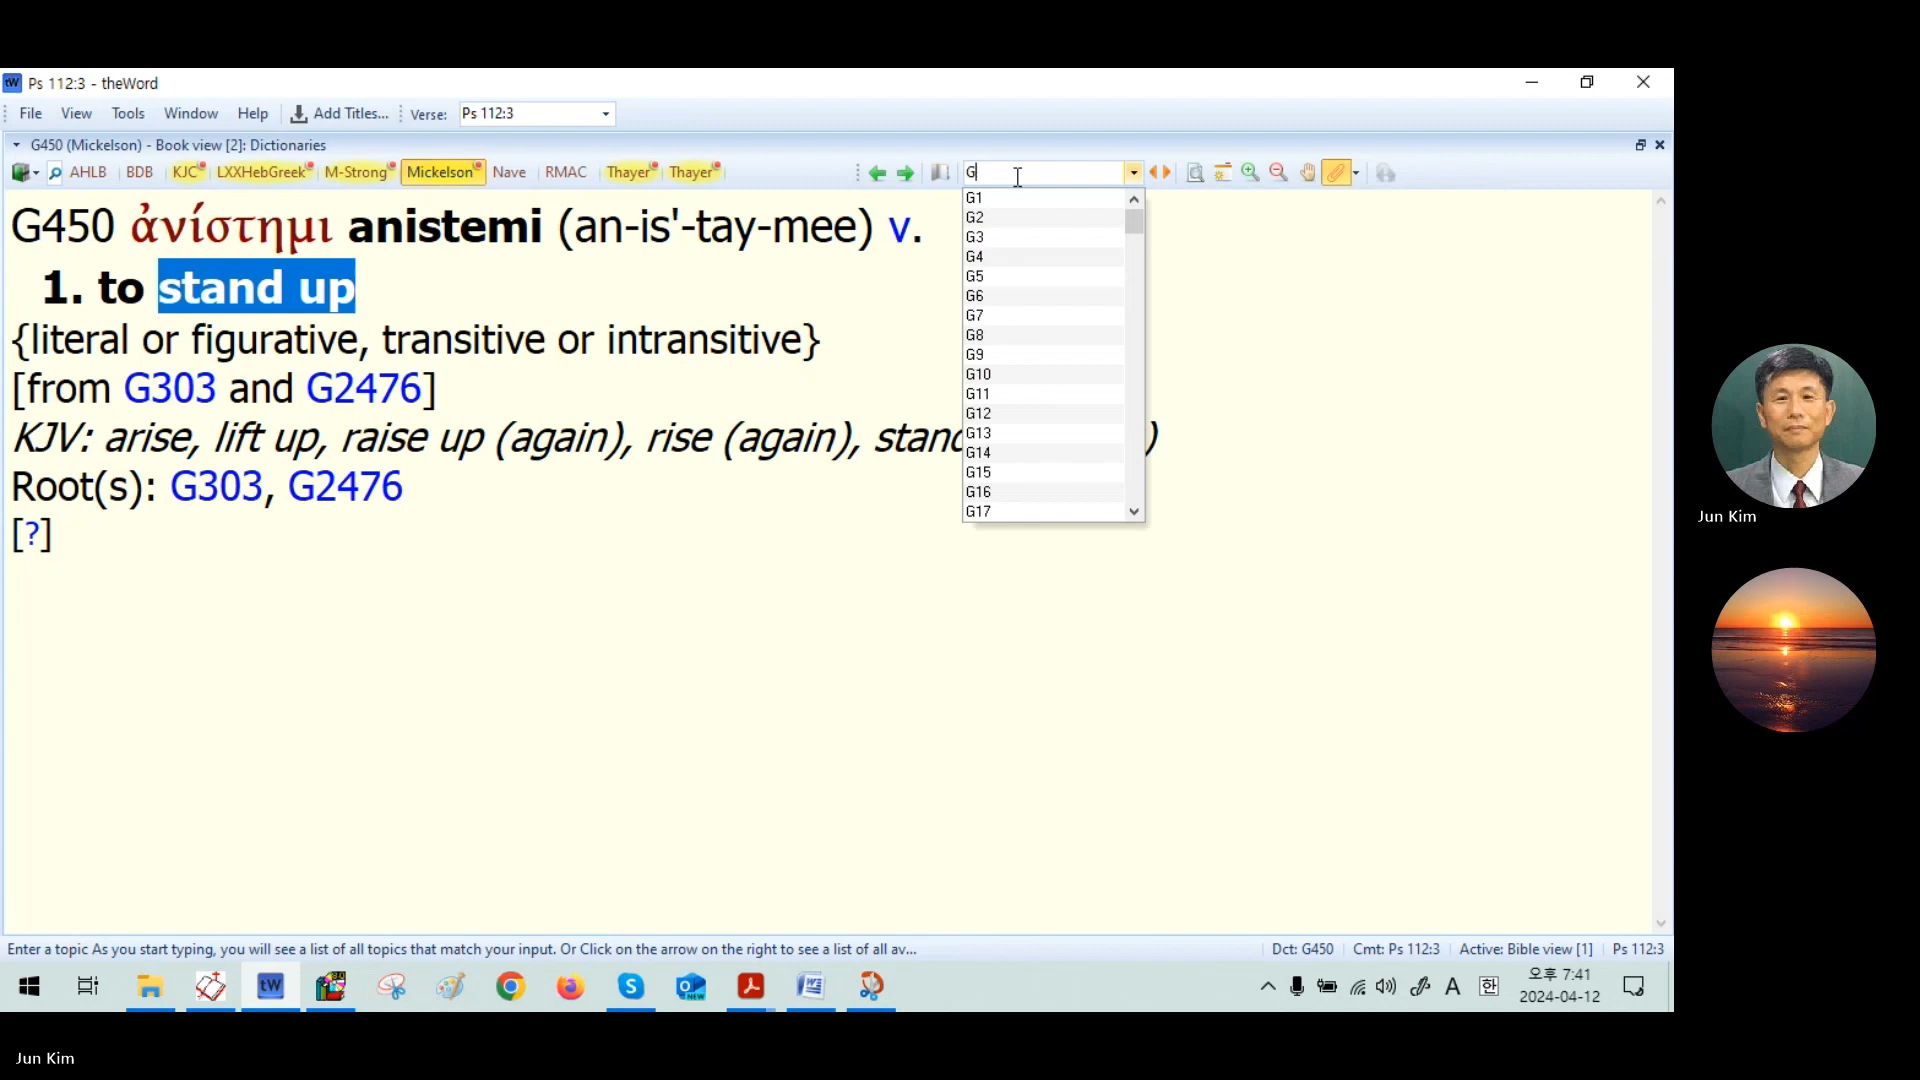 Ps 112:3 - theWord
File View Tools Window Help Add Titles... Verse: Ps 112:3
G450 (Mickelson) - Book view [2]: Dictionaries
AHLB BDB KJC LXXHebGreek M-Strong Mickelson Nave RMAC Thayer Thayer G
G1
G2
G3
G4
G5
G6
G7
G8
G9
G10
G11
G12
G13
G14
G15
G16
G17
G450 ἀνίστημι anistemi (an-is'-tay-mee) v.
1. to stand up
{literal or figurative, transitive or intransitive}
[from G303 and G2476]
KJV: arise, lift up, raise up (again), rise (again), stand )
Root(s): G303, G2476
[?]
Jun Kim
Enter a topic As you start typing, you will see a list of all topics that match your input. Or Click on the arrow on the right to see a list of all av... Dct: G450 Cmt: Ps 112:3 Active: Bible view [1] Ps 112:3
tW S NEW W A 한 오후 7:41
2024-04-12
Jun Kim